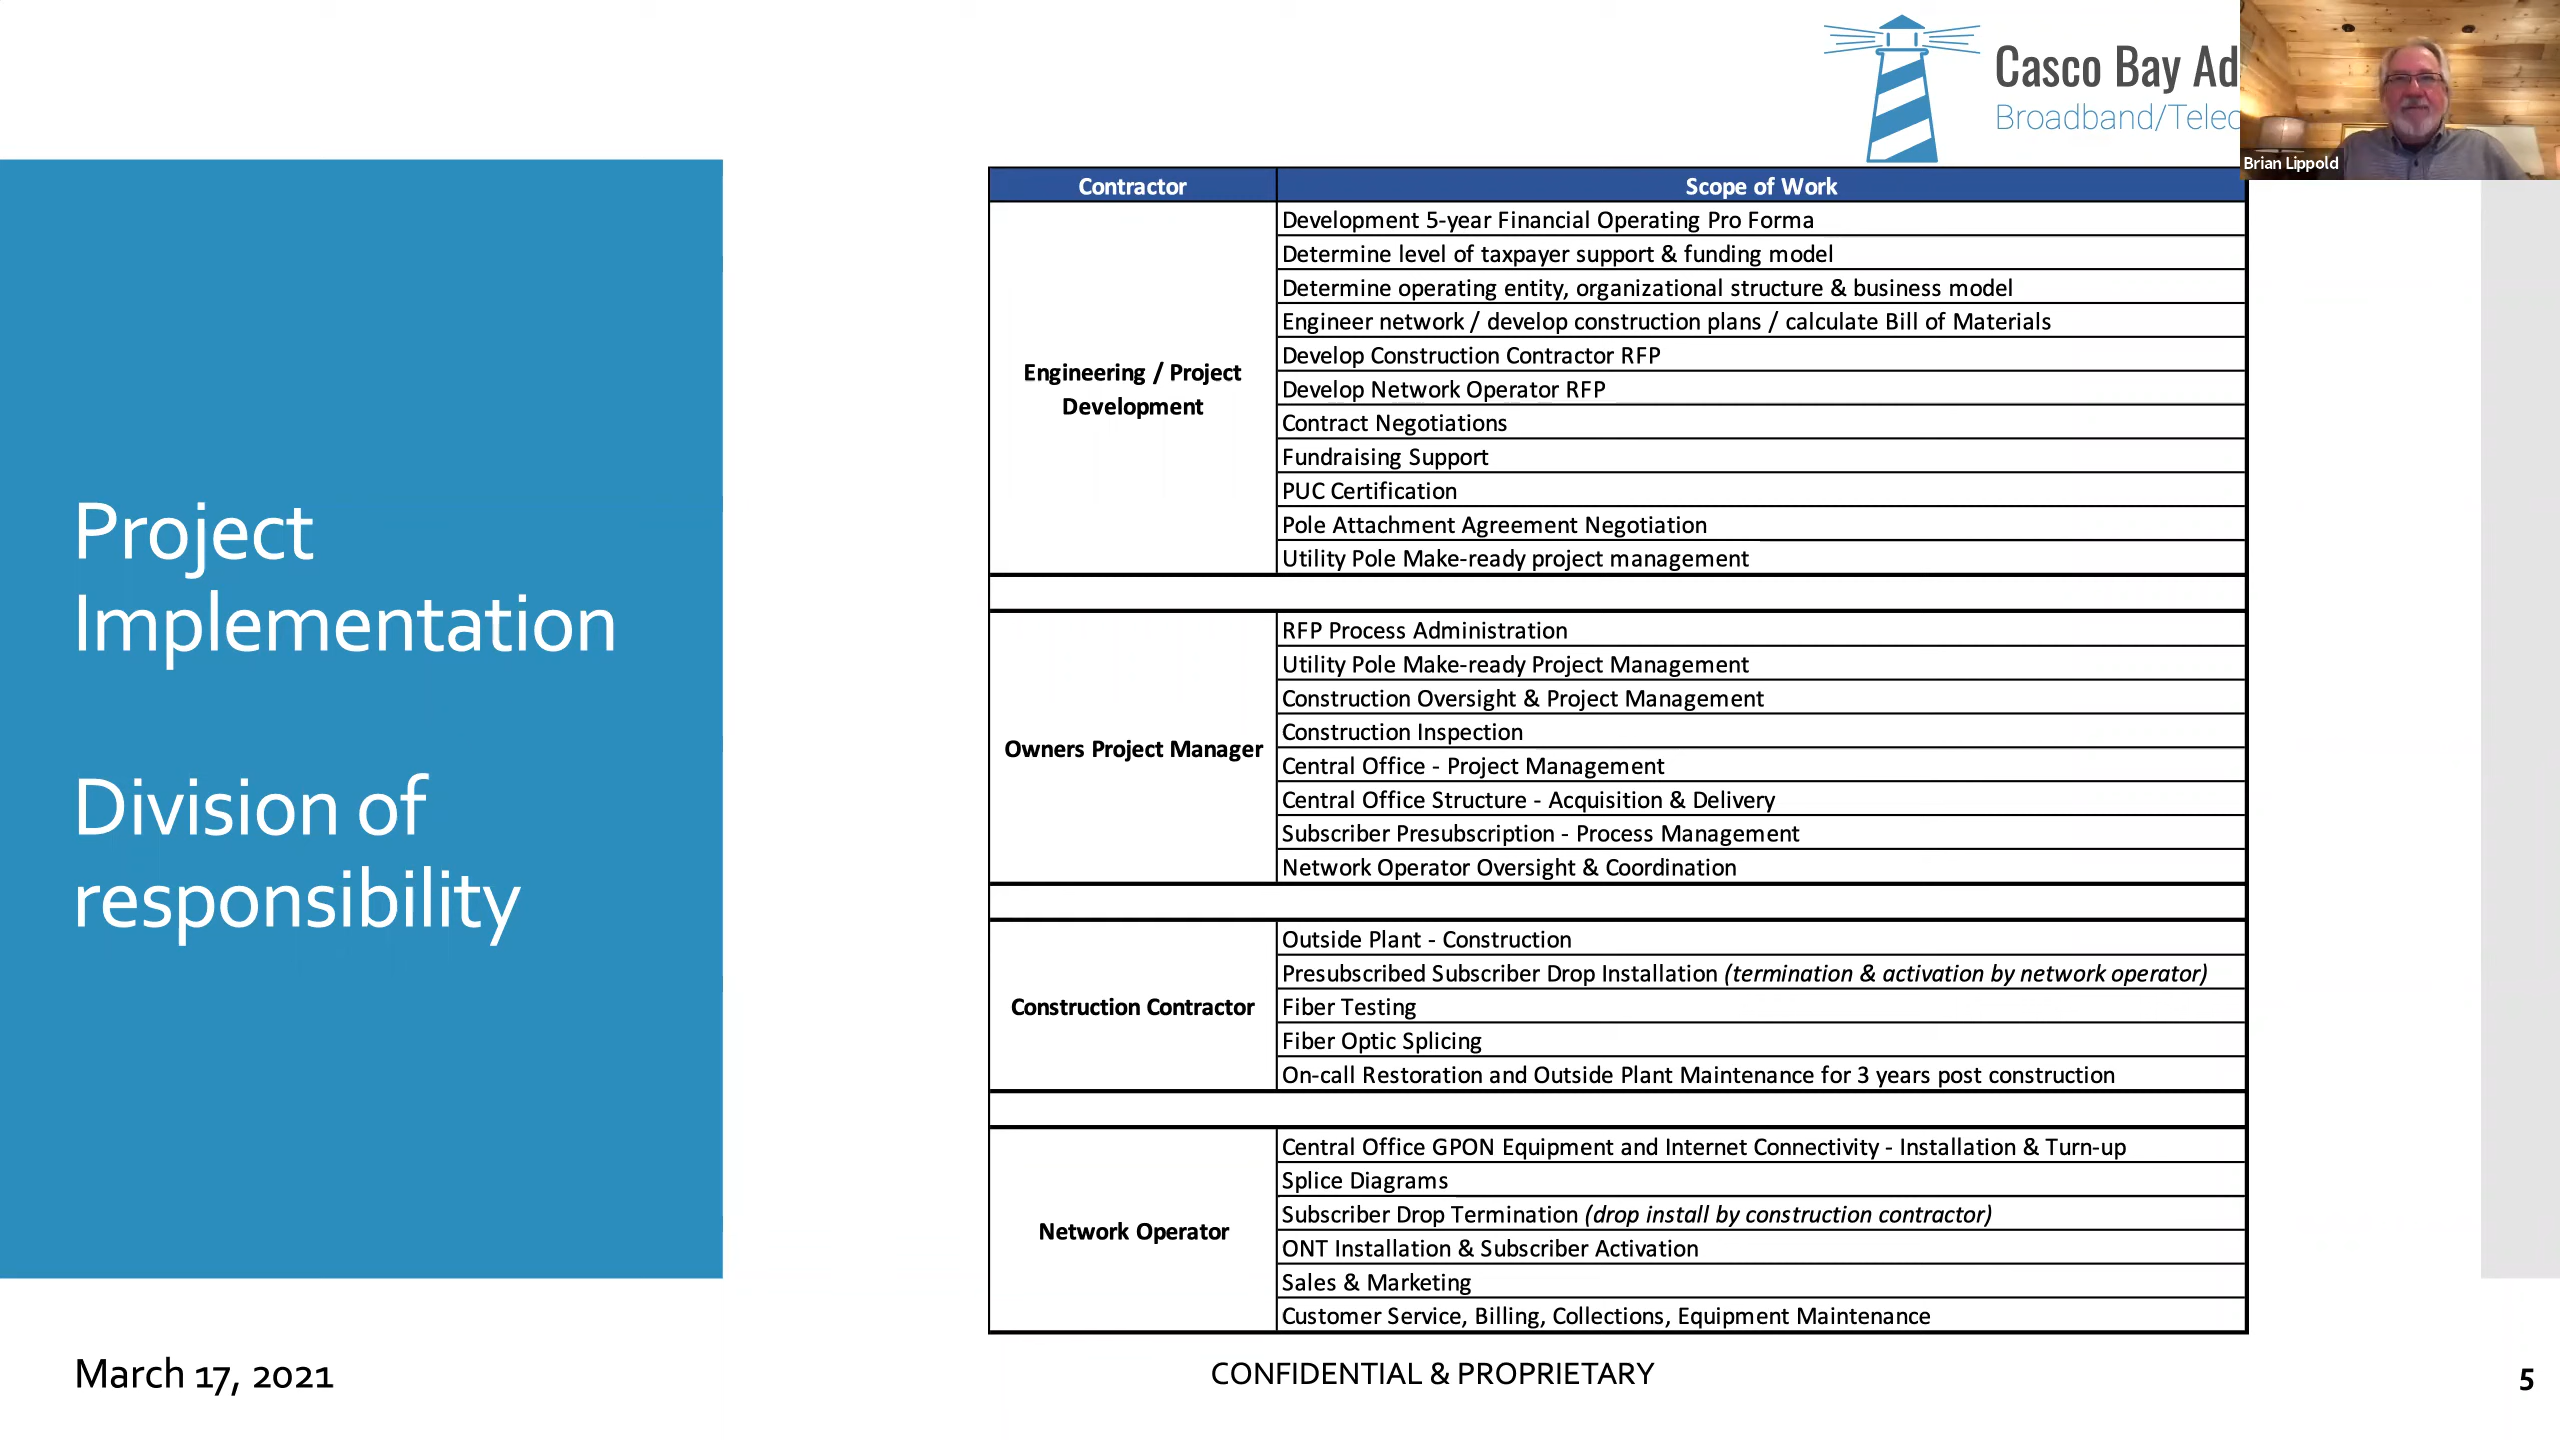 Casco Bay Ad
Broadband/Telec
Brian Lippold
Project
Implementation
Division of
responsibility
Contractor Scope of Work
Engineering / Project
Development
Development 5-year Financial Operating Pro Forma
Determine level of taxpayer support & funding model
Determine operating entity, organizational structure & business model
Engineer network / develop construction plans / calculate Bill of Materials
Develop Construction Contractor RFP
Develop Network Operator RFP
Contract Negotiations
Fundraising Support
PUC Certification
Pole Attachment Agreement Negotiation
Utility Pole Make-ready project management
Owners Project Manager
RFP Process Administration
Utility Pole Make-ready Project Management
Construction Oversight & Project Management
Construction Inspection
Central Office - Project Management
Central Office Structure - Acquisition & Delivery
Subscriber Presubscription - Process Management
Network Operator Oversight & Coordination
Construction Contractor
Outside Plant - Construction
Presubscribed Subscriber Drop Installation (termination & activation by network operator)
Fiber Testing
Fiber Optic Splicing
On-call Restoration and Outside Plant Maintenance for 3 years post construction
Network Operator
Central Office GPON Equipment and Internet Connectivity - Installation & Turn-up
Splice Diagrams
Subscriber Drop Termination (drop install by construction contractor)
ONT Installation & Subscriber Activation
Sales & Marketing
Customer Service, Billing, Collections, Equipment Maintenance
March 17, 2021
CONFIDENTIAL & PROPRIETARY
5